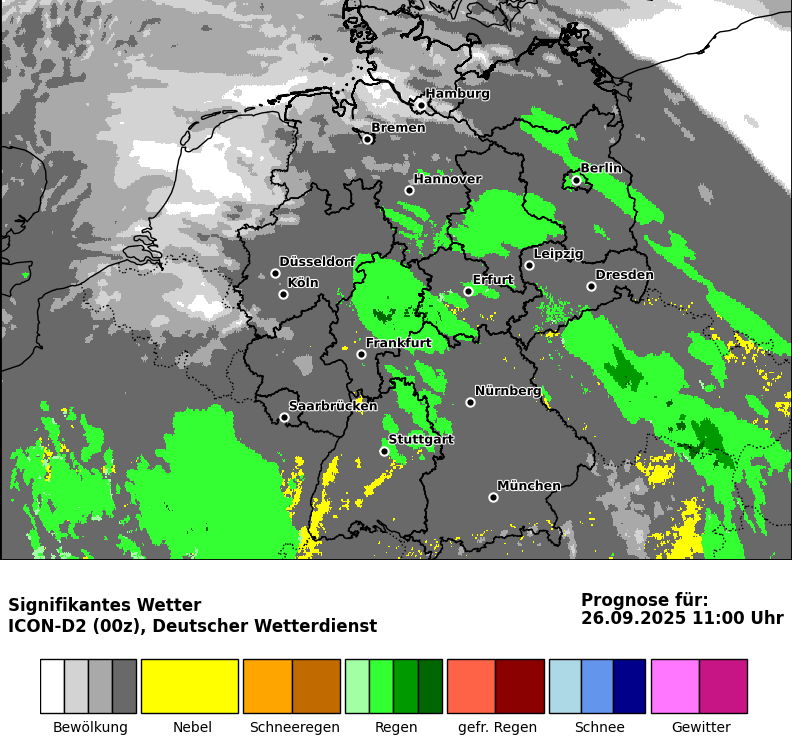 Hamburg
Bremen
Berlin
Hannover
Leipzig
Düsseldorf
Dresden
Erfurt
Köln
Frankfurt
Nürnberg
Saarbrücken
Stuttgart
München
Signifikantes Wetter
ICON-D2 (00z), Deutscher Wetterdienst
Prognose für:
26.09.2025 11:00 Uhr
Bewölkung Nebel Schneeregen Regen gefr. Regen Schnee Gewitter